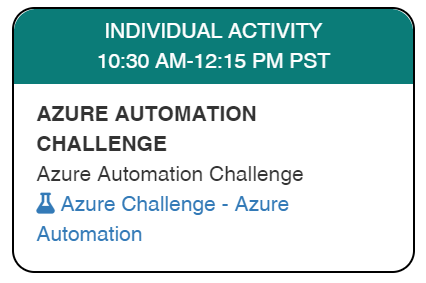 INDIVIDUAL ACTIVITY
10:30 AM-12:15 PM PST
AZURE AUTOMATION
CHALLENGE
Azure Automation Challenge
Azure Challenge - Azure
Automation